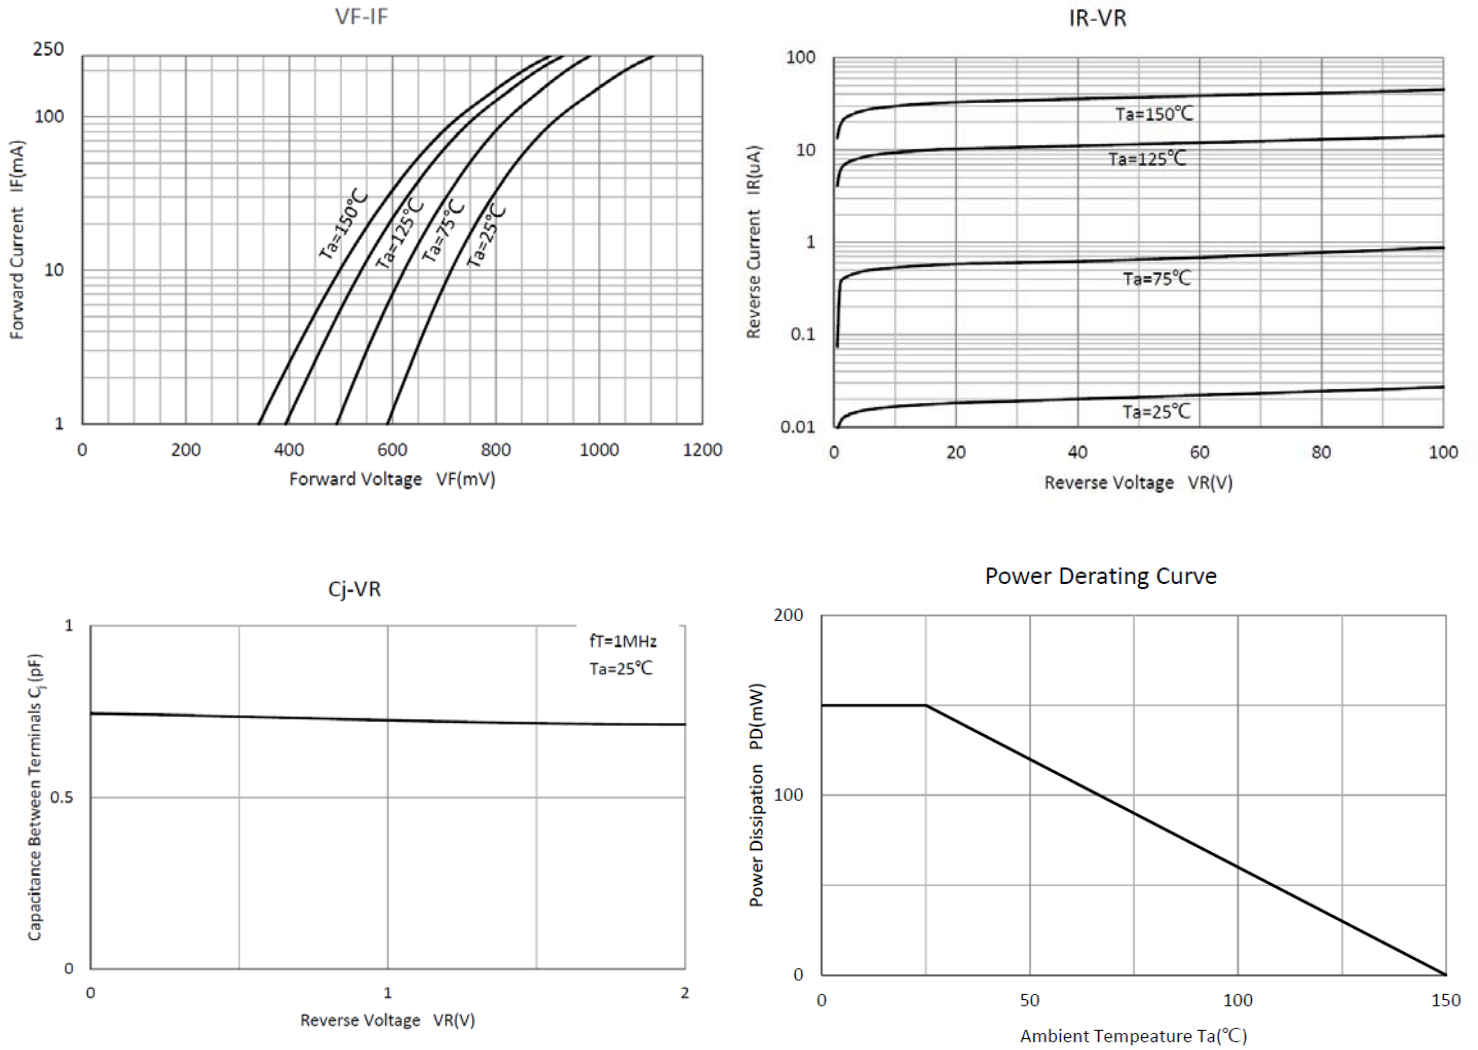 VF-IF
250
100
10
1
0
200
400
600
800
1000
1200
Forward Current IF(mA)
Forward Voltage VF(mV)
Ta=150℃
Ta=125℃
Ta=75℃
Ta=25℃
IR-VR
100
10
1
0.1
0.01
0
20
40
60
80
100
Reverse Current IR(uA)
Reverse Voltage VR(V)
Ta=150℃
Ta=125℃
Ta=75℃
Ta=25℃
Cj-VR
1
0.5
0
0
1
2
fT=1MHz
Ta=25℃
Capacitance Between Terminals Cj (pF)
Reverse Voltage VR(V)
Power Derating Curve
200
100
0
0
50
100
150
Power Dissipation PD(mW)
Ambient Tempeature Ta(℃)